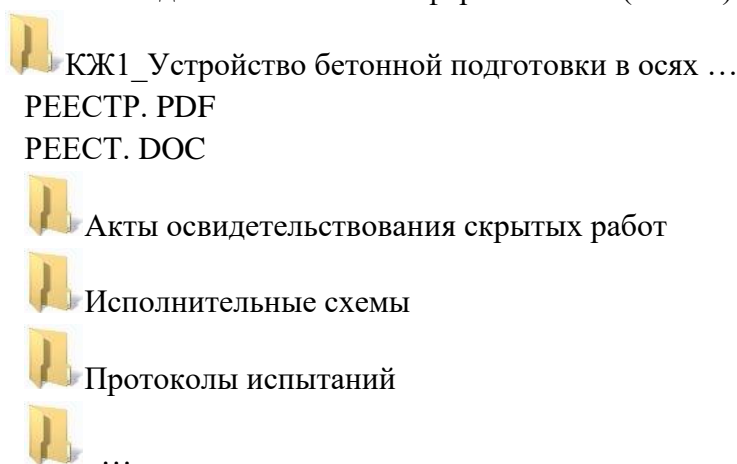 КЖ1_Устройство бетонной подготовки в осях …
РЕЕСТР. PDF
РЕЕСТ. DOC
Акты освидетельствования скрытых работ
Исполнительные схемы
Протоколы испытаний
…